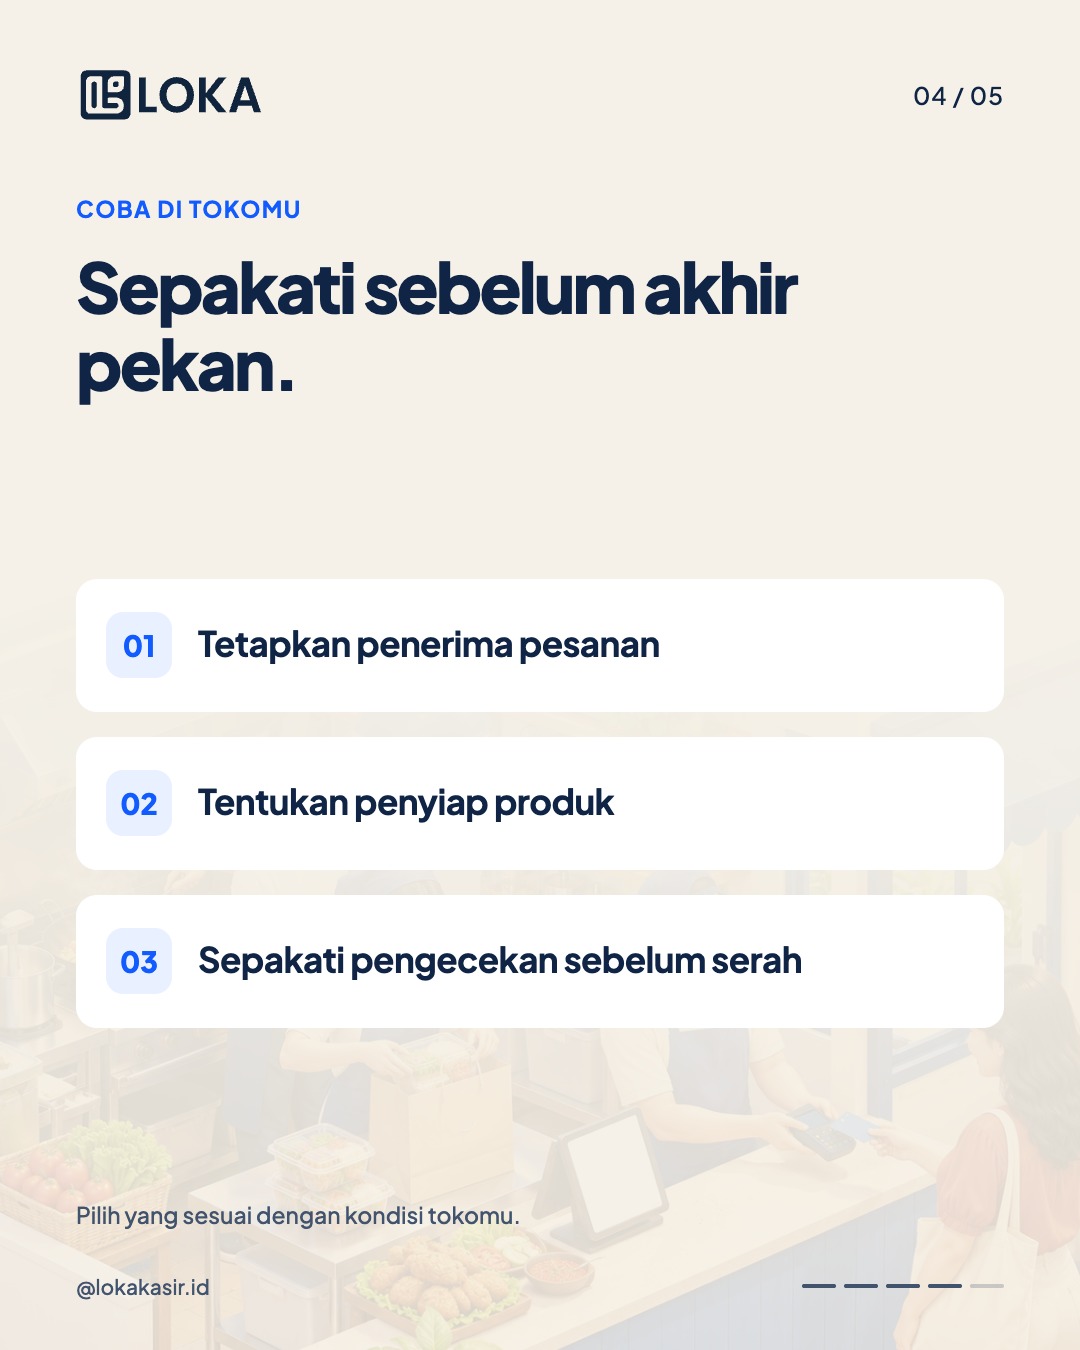 LOKA
04 / 05
COBA DI TOKOMU
Sepakati sebelum akhir
pekan.
01 Tetapkan penerima pesanan
02 Tentukan penyiap produk
03 Sepakati pengecekan sebelum serah
Pilih yang sesuai dengan kondisi tokomu.
@lokakasir.id